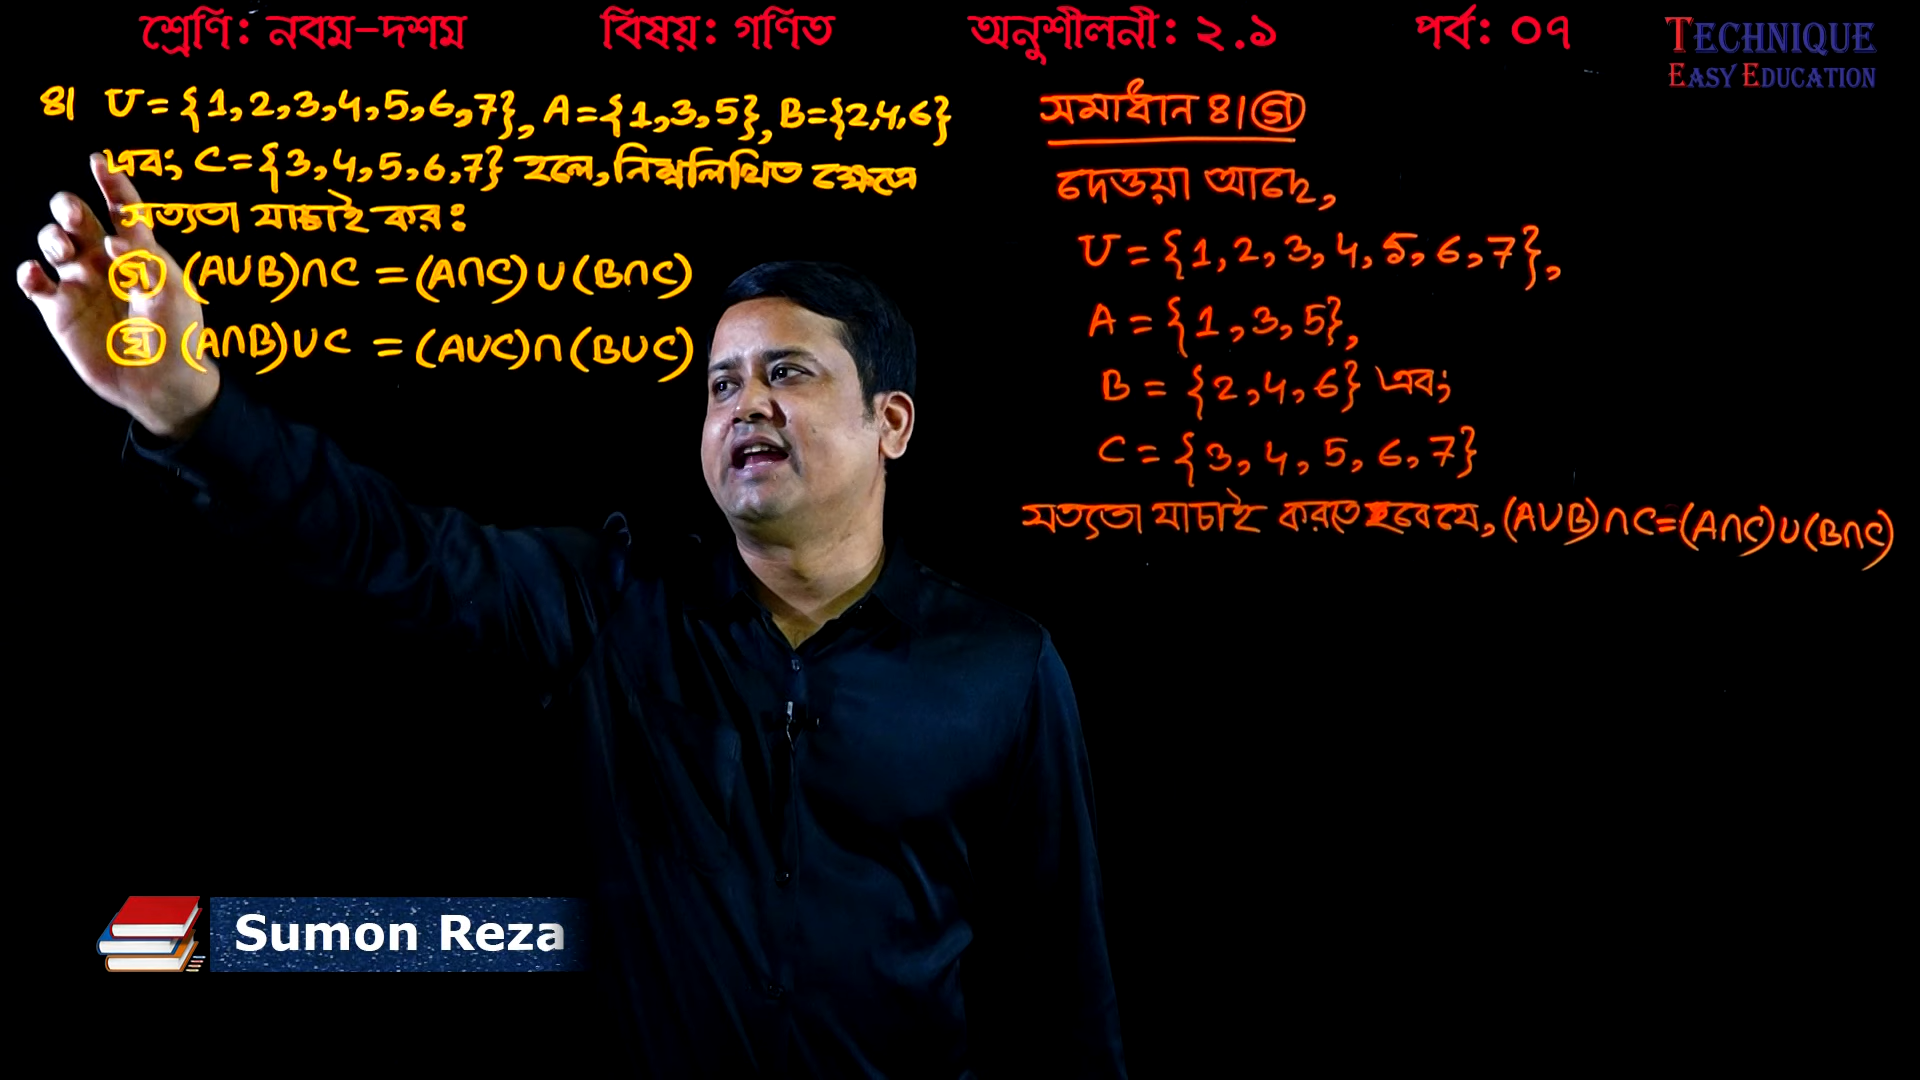 শ্রেণি: নবম-দশম বিষয়: গণিত অনুশীলনী: ২.১ পর্ব: ০৭
TECHNIQUE
EASY EDUCATION
৪। U = {1, 2, 3, 4, 5, 6, 7}, A = {1, 3, 5}, B = {2, 4, 6}
এবং C = {3, 4, 5, 6, 7} হলে, নিম্নলিখিত ক্ষেত্রে
সত্যতা যাচাই কর:
গ (A∪B)∩C = (A∩C)∪(B∩C)
ঘ (A∩B)∪C = (A∪C)∩(B∪C)
সমাধান ৪। গ
দেওয়া আছে,
U = {1, 2, 3, 4, 5, 6, 7},
A = {1, 3, 5},
B = {2, 4, 6} এবং
C = {3, 4, 5, 6, 7}
সত্যতা যাচাই করতে হবে যে, (A∪B)∩C = (A∩C)∪(B∩C)
Sumon Reza